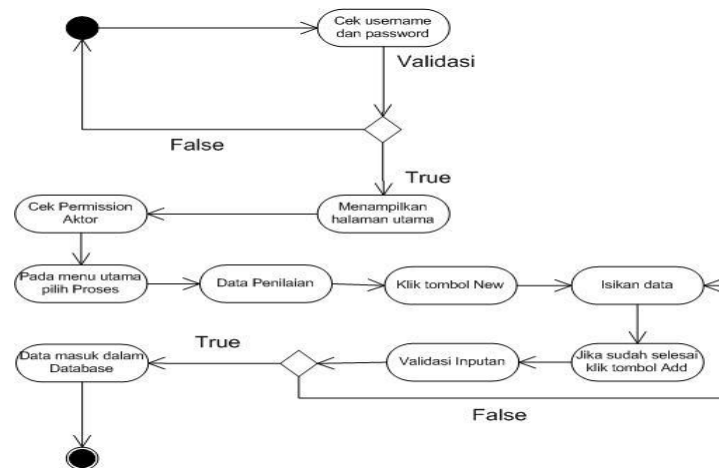 Cek username
dan password
Validasi
False
True
Menampilkan
halaman utama
Cek Permission
Aktor
Pada menu utama
pilih Proses
Data Penilaian
Klik tombol New
Isikan data
Jika sudah selesai
klik tombol Add
Validasi Inputan
True
False
Data masuk dalam
Database